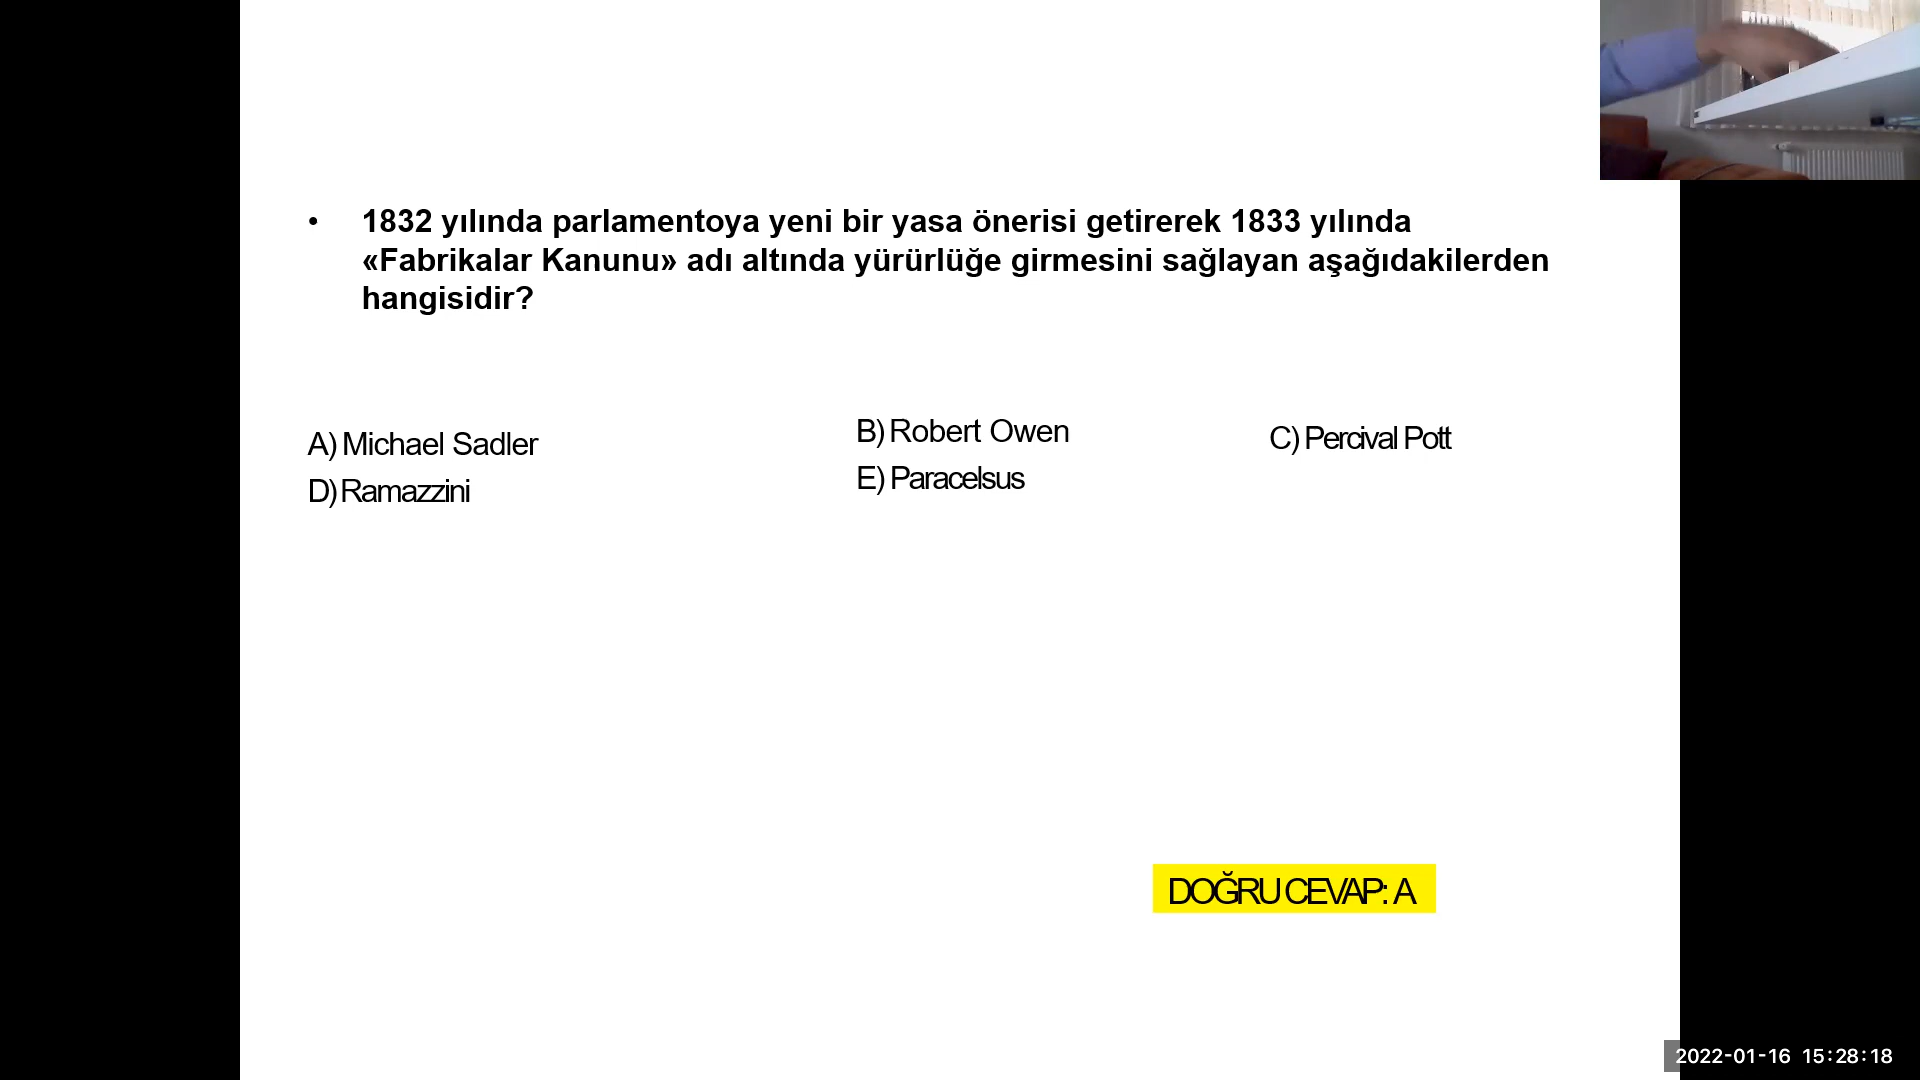 • 1832 yılında parlamentoya yeni bir yasa önerisi getirerek 1833 yılında
«Fabrikalar Kanunu» adı altında yürürlüğe girmesini sağlayan aşağıdakilerden
hangisidir?
A) Michael Sadler
B) Robert Owen
C) Percival Pott
D) Ramazzini
E) Paracelsus
DOĞRU CEVAP: A
2022-01-16 15:28:18